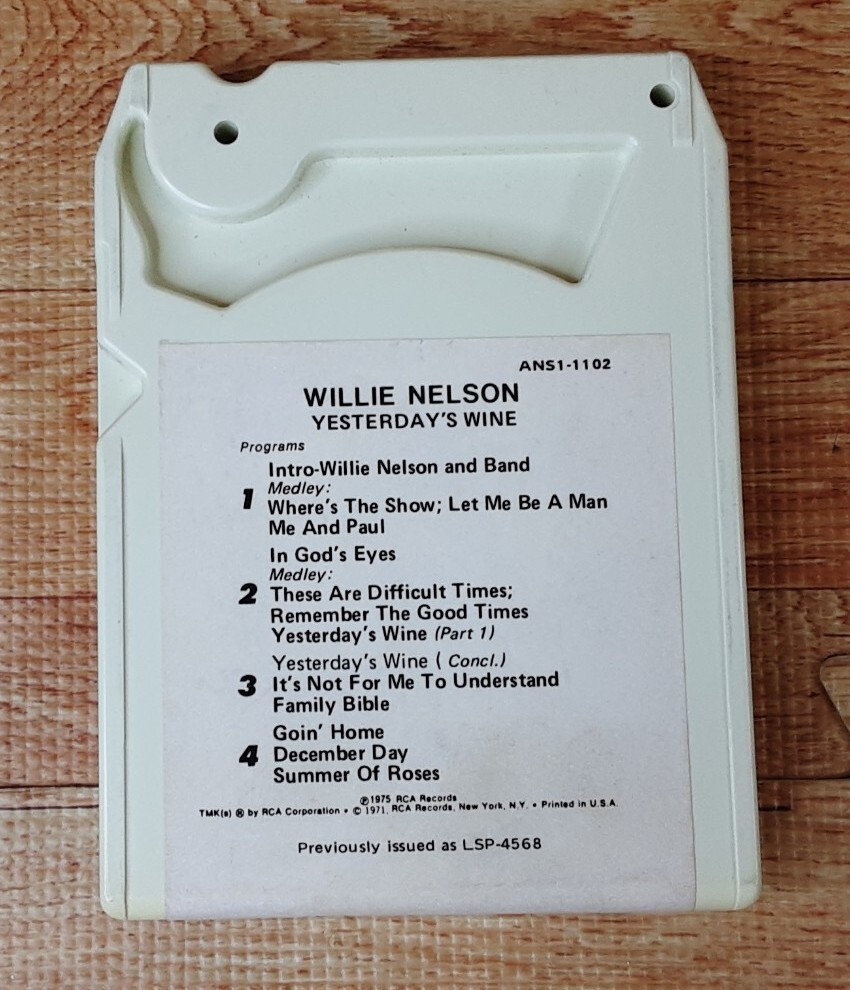 ANS1-1102
WILLIE NELSON
YESTERDAY'S WINE
Programs
Intro-Willie Nelson and Band
Medley:
1 Where's The Show; Let Me Be A Man
Me And Paul
In God's Eyes
Medley:
2 These Are Difficult Times;
Remember The Good Times
Yesterday's Wine (Part 1)
Yesterday's Wine ( Concl.)
3 It's Not For Me To Understand
Family Bible
Goin' Home
4 December Day
Summer Of Roses
℗1975 RCA Records
TMK(s) ® by RCA Corporation • © 1971, RCA Records, New York, N.Y. • Printed in U.S.A.
Previously issued as LSP-4568